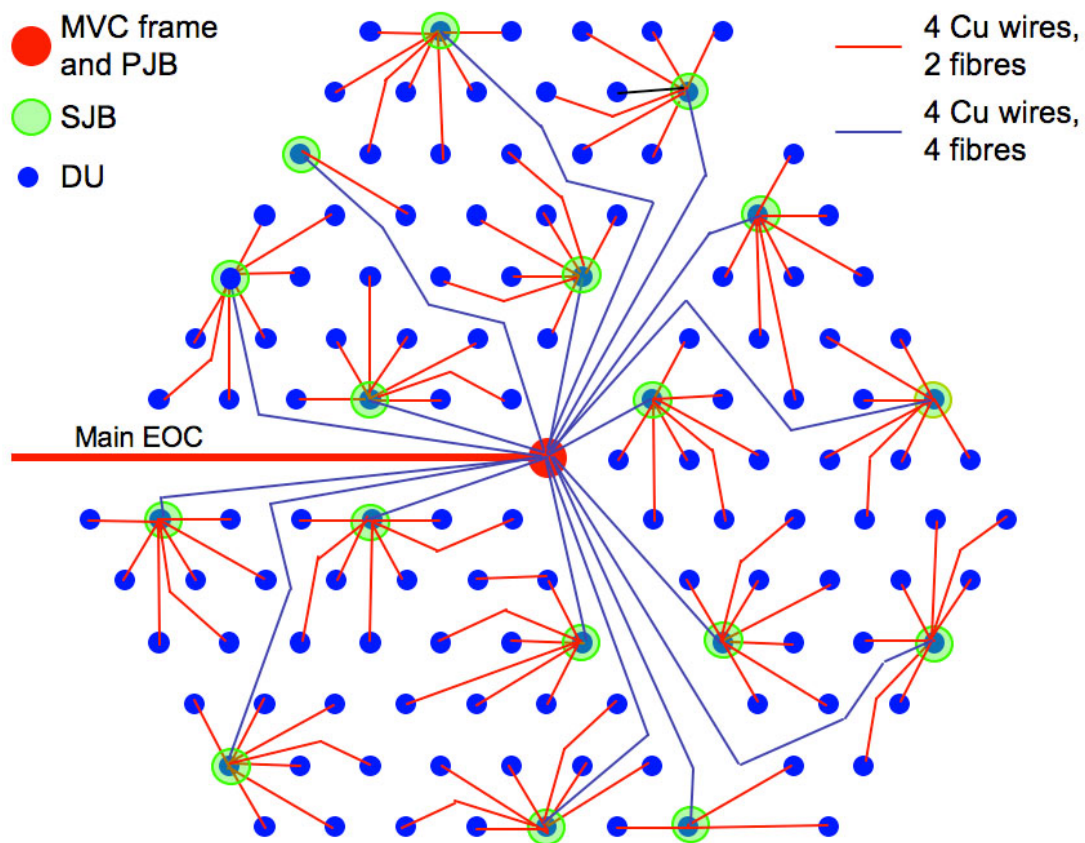 MVC frame
and PJB
SJB
DU
4 Cu wires,
2 fibres
4 Cu wires,
4 fibres
Main EOC